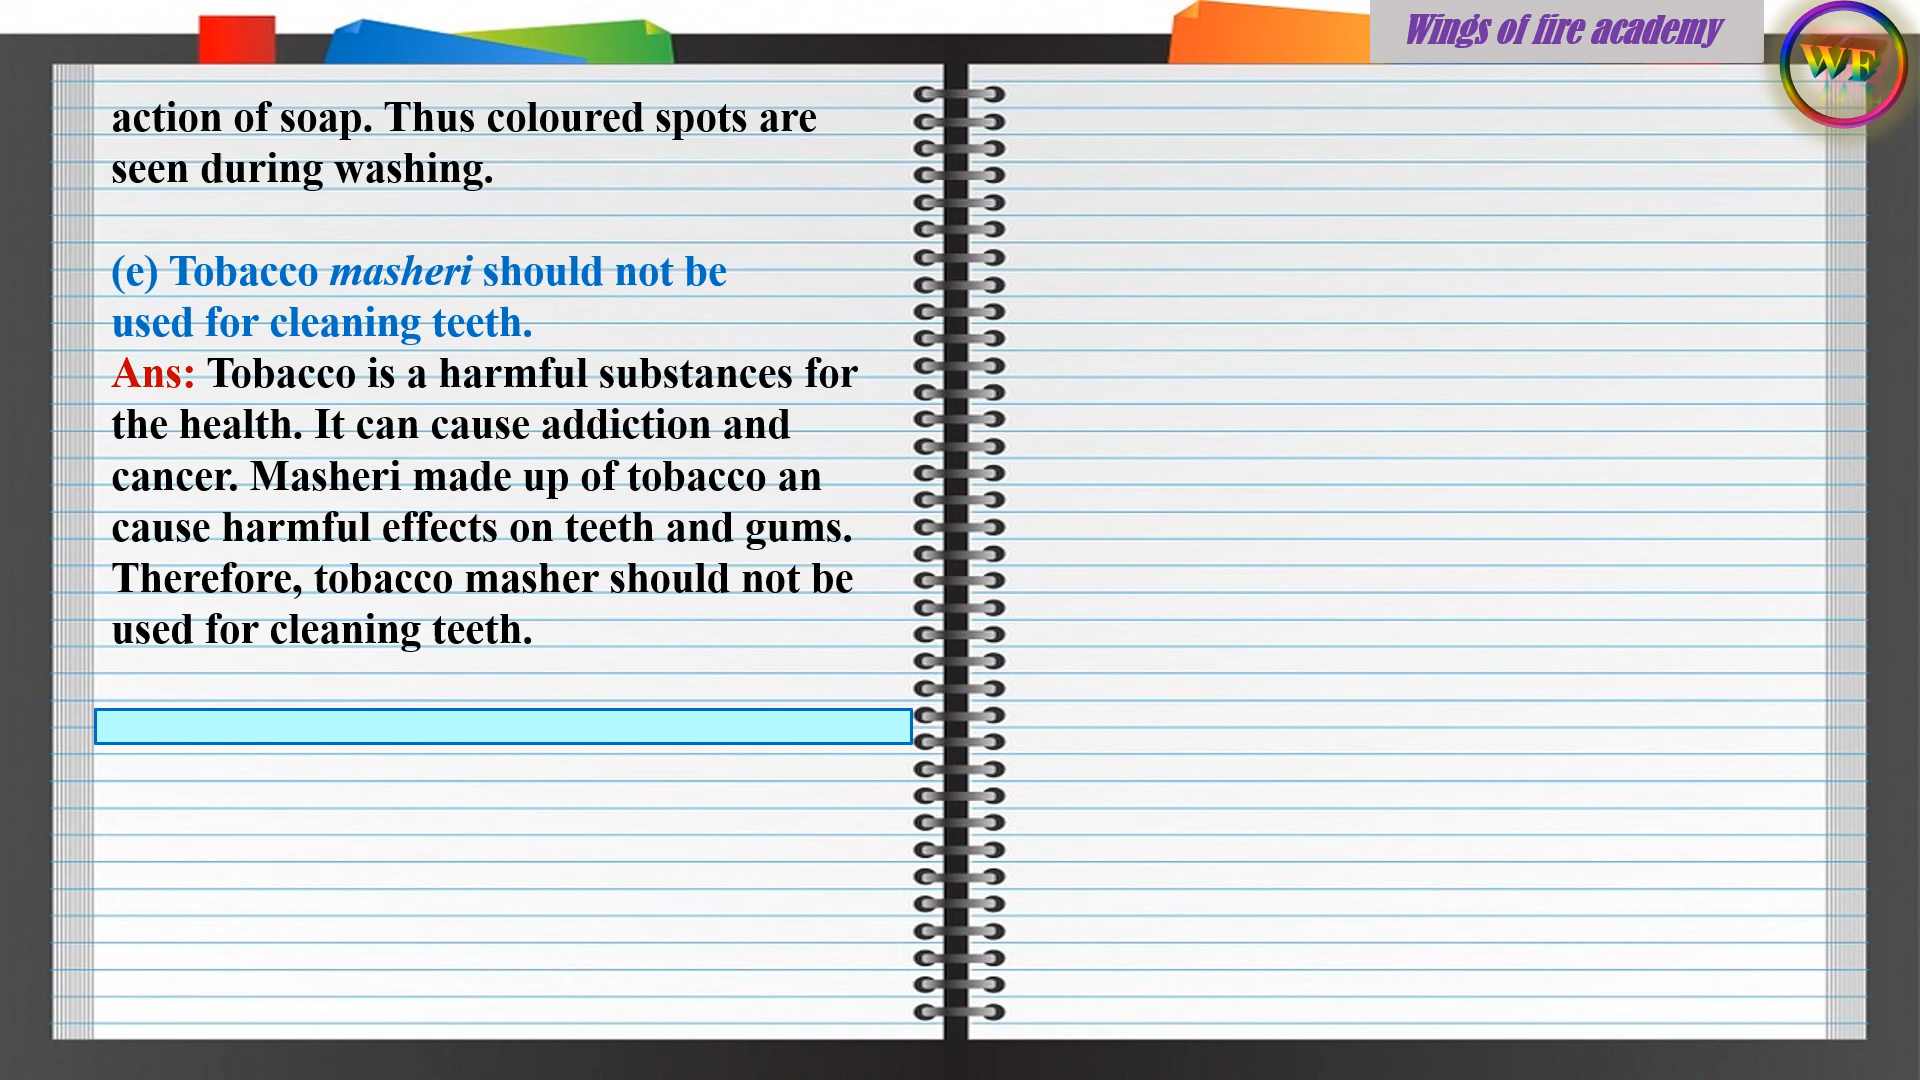 Wings of fire academy
WE
action of soap. Thus coloured spots are
seen during washing.
(e) Tobacco masheri should not be
used for cleaning teeth.
Ans: Tobacco is a harmful substances for
the health. It can cause addiction and
cancer. Masheri made up of tobacco an
cause harmful effects on teeth and gums.
Therefore, tobacco masher should not be
used for cleaning teeth.